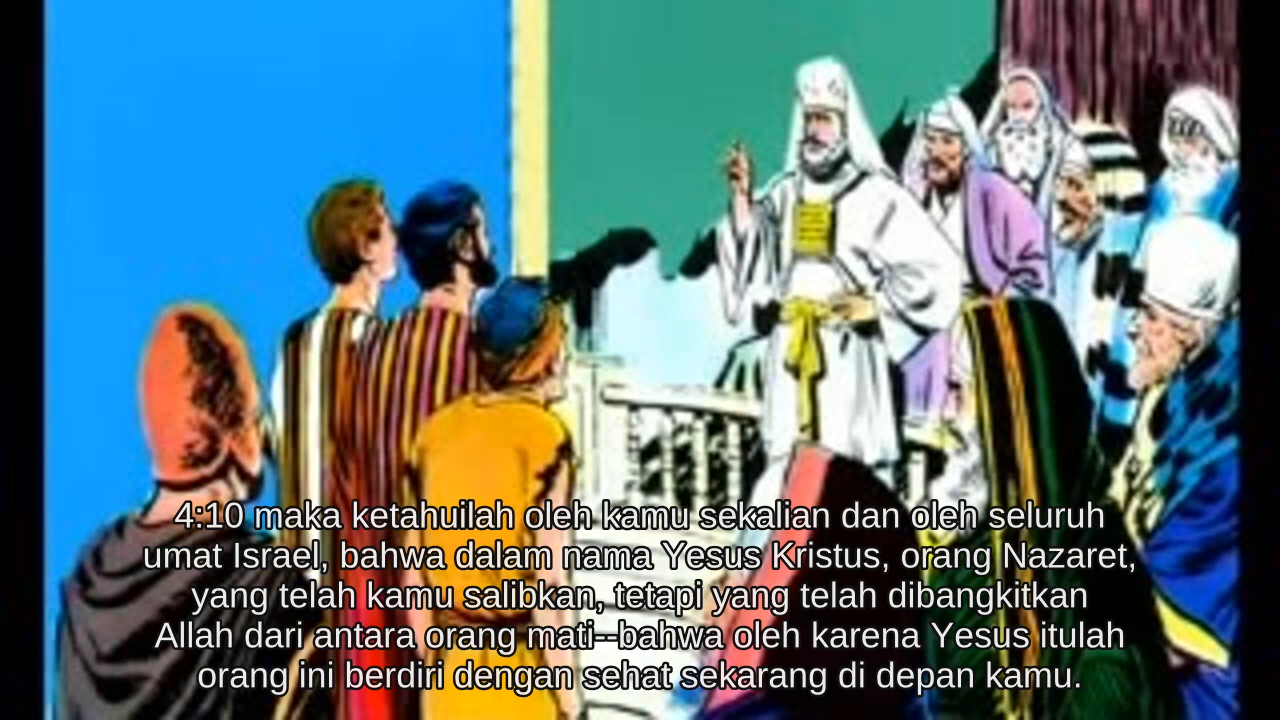 4:10 maka ketahuilah oleh kamu sekalian dan oleh seluruh
umat Israel, bahwa dalam nama Yesus Kristus, orang Nazaret,
yang telah kamu salibkan, tetapi yang telah dibangkitkan
Allah dari antara orang mati--bahwa oleh karena Yesus itulah
orang ini berdiri dengan sehat sekarang di depan kamu.